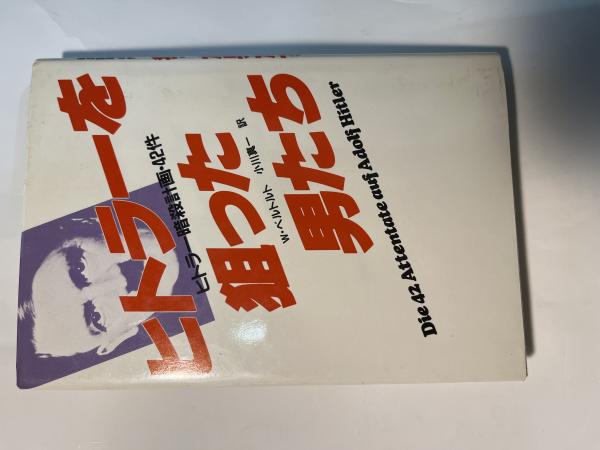 ヒトラーを
狙った
男たち
ヒトラー暗殺計画・42件
W・ベルトルト 小川真一 訳
Die 42 Attentate auf Adolf Hitler